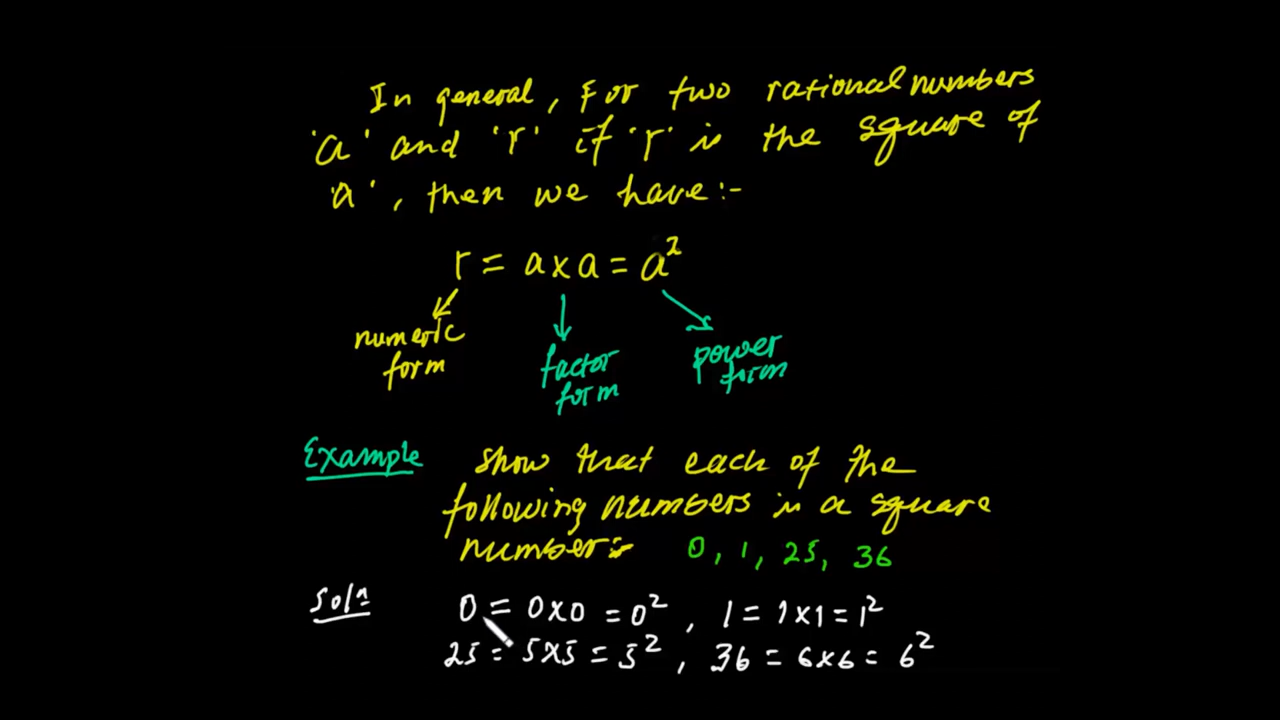 In general, For two rational numbers
'a' and 'r' if 'r' is the square of
'a', then we have :-
r = a x a = a²
numeric form
factor form
power form
Example show that each of the
following numbers is a square
number:- 0, 1, 25, 36
Soln 0 = 0x0 = 0², 1 = 1x1 = 1²
25 = 5x5 = 5², 36 = 6x6 = 6²